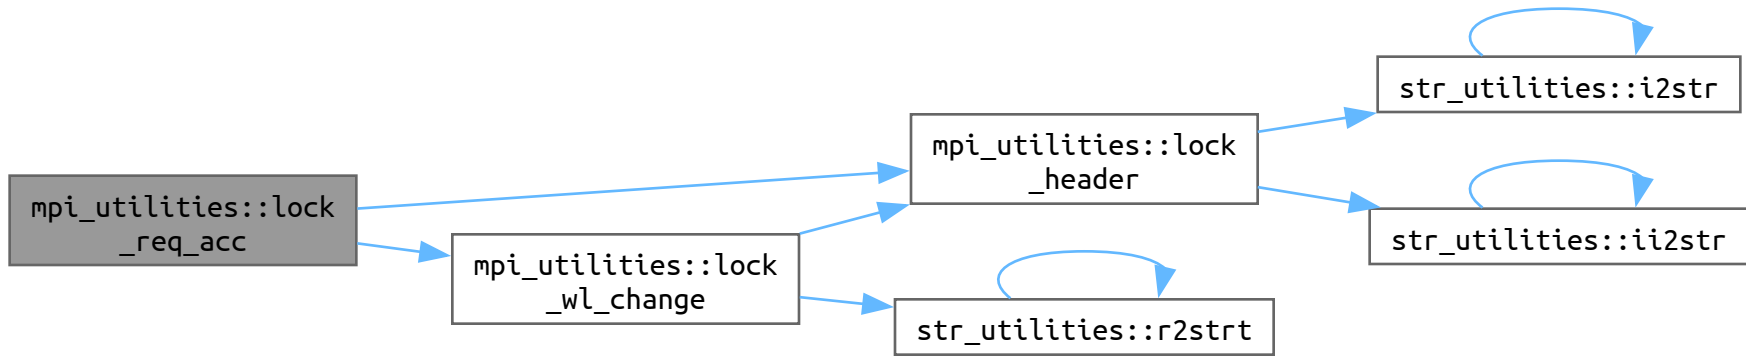 mpi_utilities::lock
_req_acc
mpi_utilities::lock
_wl_change
mpi_utilities::lock
_header
str_utilities::r2strt
str_utilities::i2str
str_utilities::ii2str